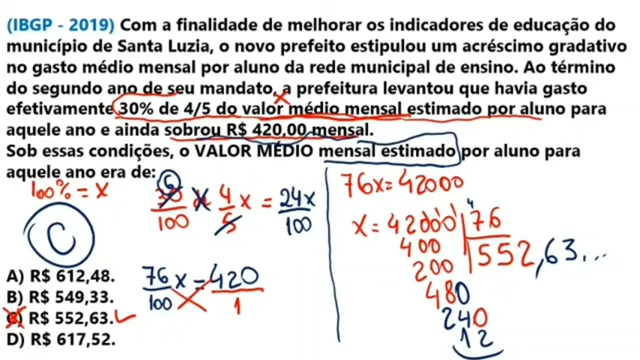 (IBGP - 2019) Com a finalidade de melhorar os indicadores de educação do
município de Santa Luzia, o novo prefeito estipulou um acréscimo gradativo
no gasto médio mensal por aluno da rede municipal de ensino. Ao término
do segundo ano de seu mandato, a prefeitura levantou que havia gasto
efetivamente 30% de 4/5 do valor médio mensal estimado por aluno para
aquele ano e ainda sobrou R$ 420,00 mensal.
Sob essas condições, o VALOR MÉDIO mensal estimado por aluno para
aquele ano era de:
100% = x
6
30/100 x 4/5 x = 24x/100
C
76/100 x = 420/1
76x = 42000
x = 42000 4 76
400 552,63...
200
480
240
12
A) R$ 612,48.
B) R$ 549,33.
C) R$ 552,63.
D) R$ 617,52.